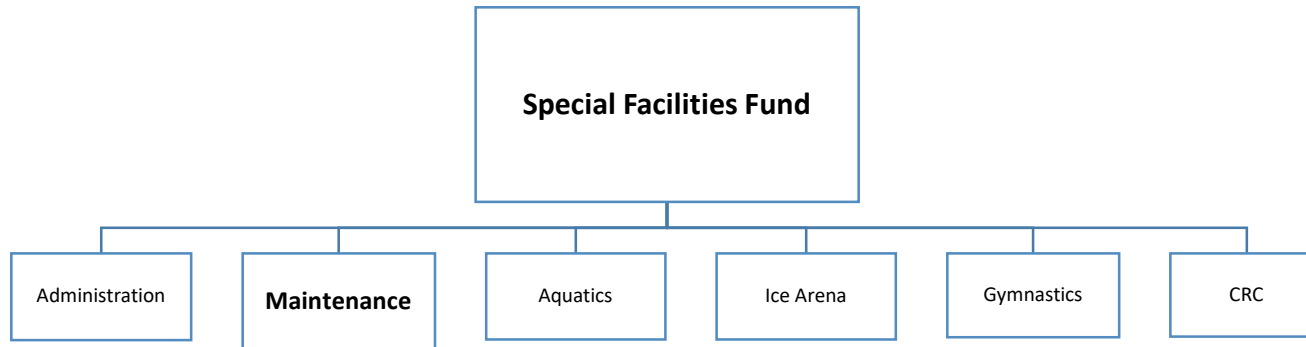 Special Facilities Fund
Administration
Maintenance
Aquatics
Ice Arena
Gymnastics
CRC